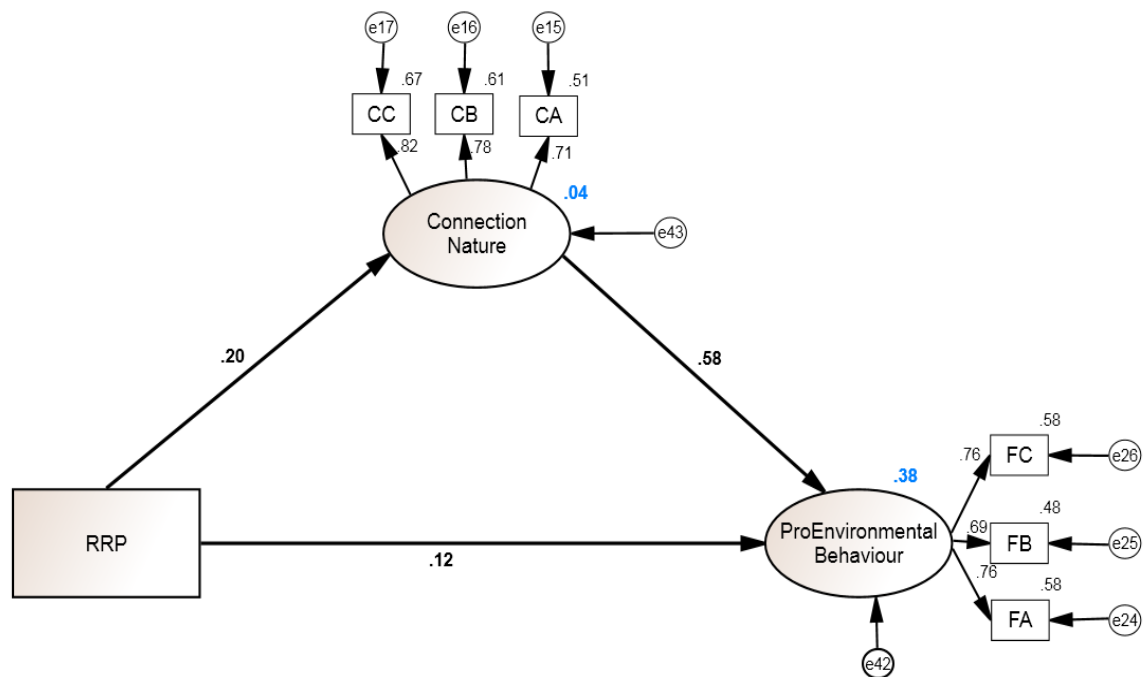 e17
e16
e15
.67
.61
.51
CC
CB
CA
.82
.78
.71
.04
Connection
Nature
e43
.20
.58
.58
.76
FC
e26
.38
.48
RRP
ProEnvironmental
Behaviour
.69
FB
e25
.12
.76
.58
FA
e24
e42